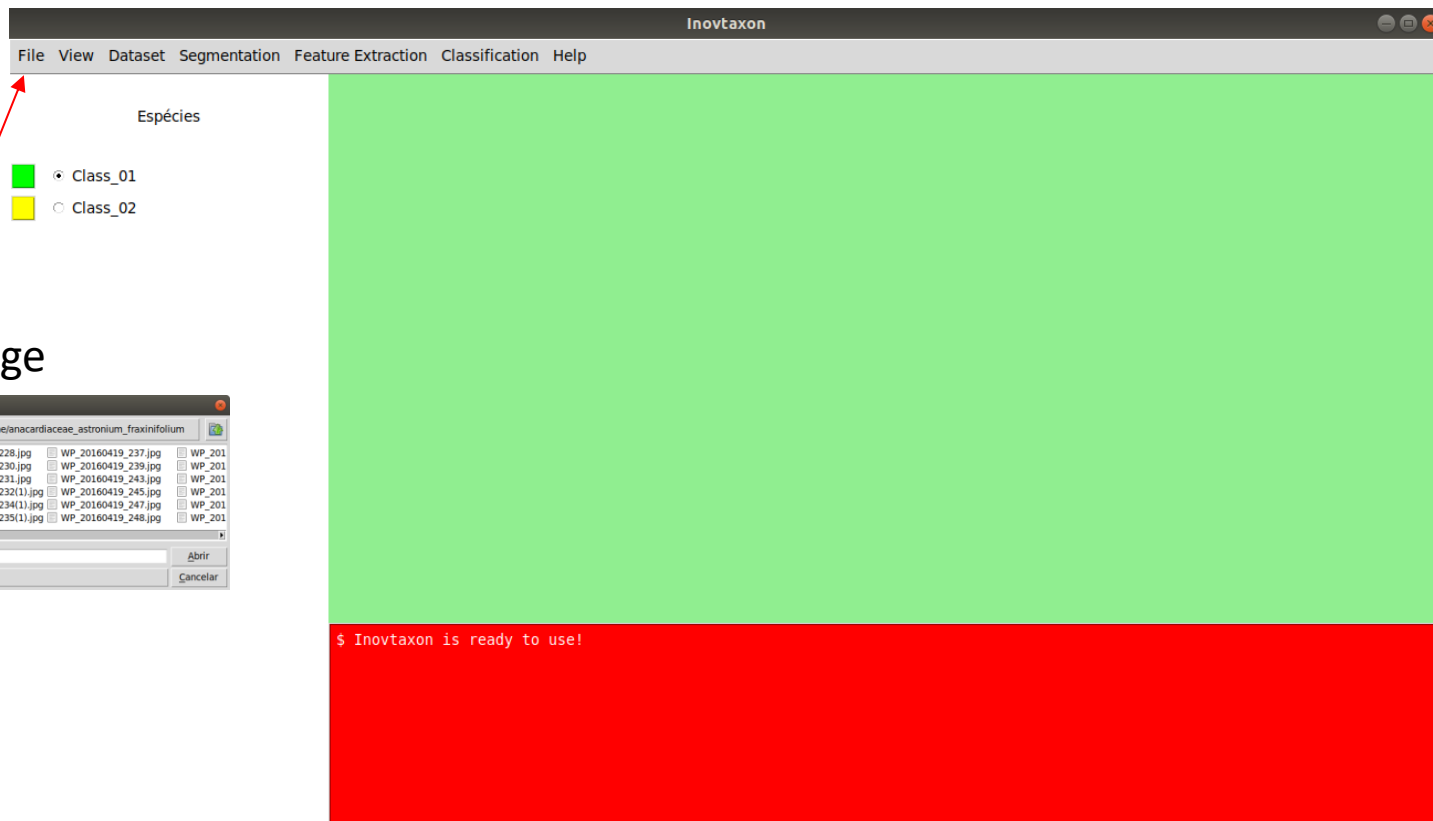 Inovtaxon
File View Dataset Segmentation Feature Extraction Classification Help
Espécies
Class_01
Class_02
ge
e/anacardiaceae_astronium_fraxinifolium
228.jpg WP_20160419_237.jpg WP_201
230.jpg WP_20160419_239.jpg WP_201
231.jpg WP_20160419_243.jpg WP_201
232(1).jpg WP_20160419_245.jpg WP_201
234(1).jpg WP_20160419_247.jpg WP_201
235(1).jpg WP_20160419_248.jpg WP_201
Abrir
Cancelar
$ Inovtaxon is ready to use!